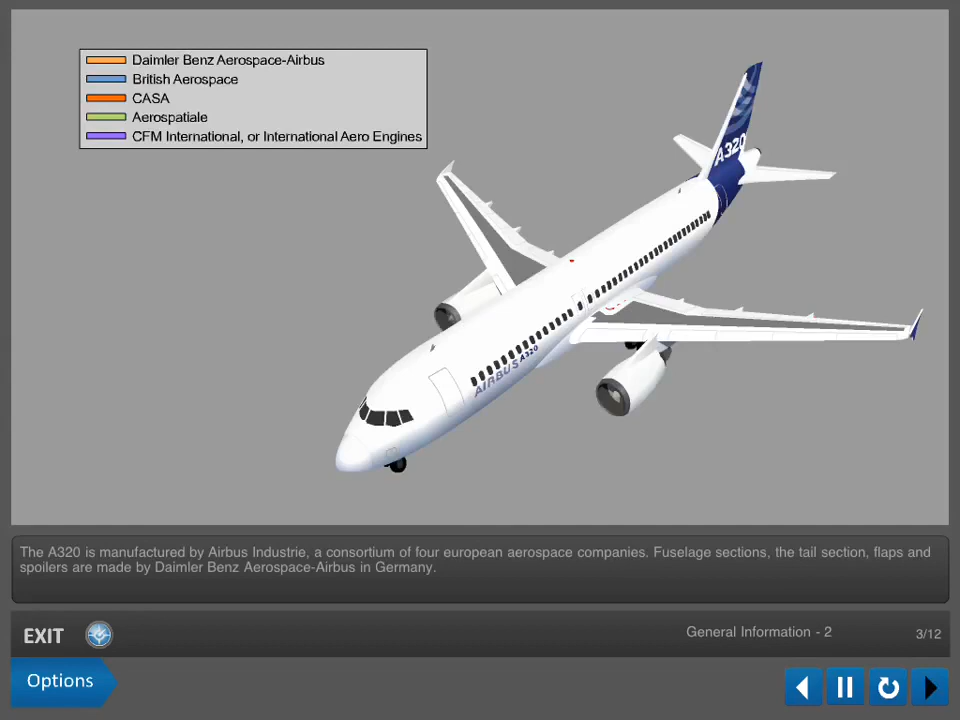 Daimler Benz Aerospace-Airbus
British Aerospace
CASA
Aerospatiale
CFM International, or International Aero Engines
A320
AIRBUS A320
The A320 is manufactured by Airbus Industrie, a consortium of four european aerospace companies. Fuselage sections, the tail section, flaps and
spoilers are made by Daimler Benz Aerospace-Airbus in Germany.
EXIT
General Information - 2
3/12
Options